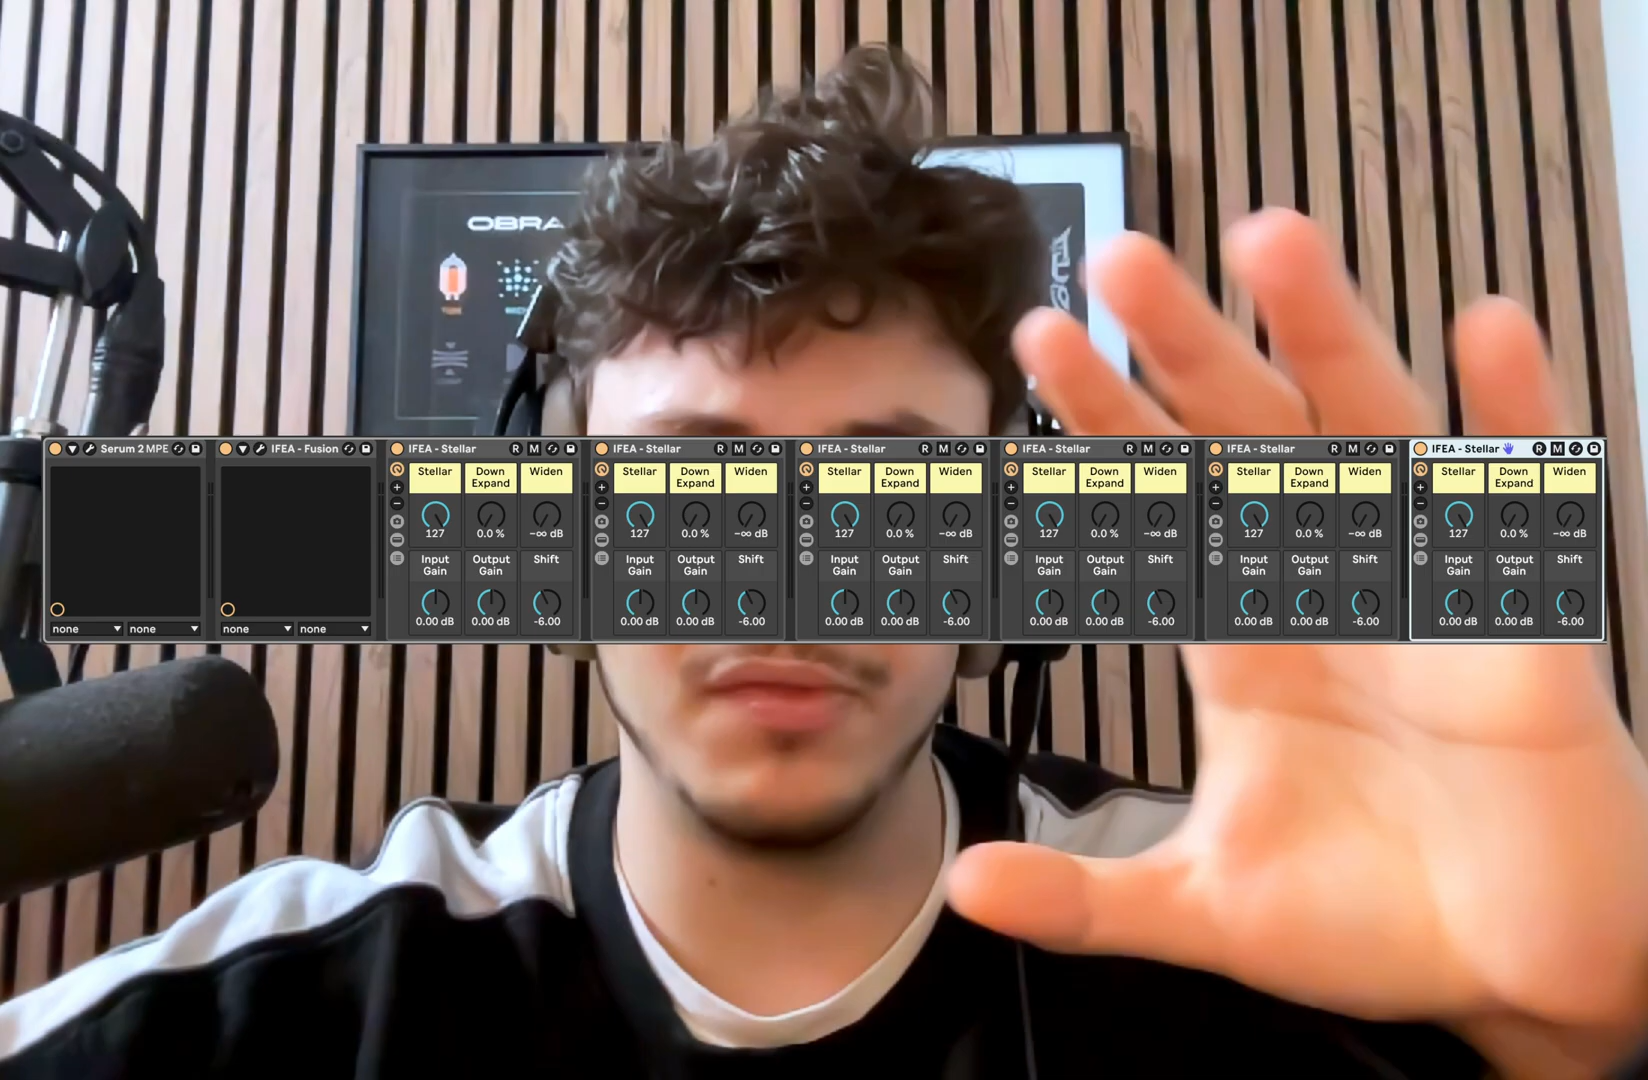 OBRA
Serum 2 MPE
none none
IFEA - Fusion
none none
IFEA - Stellar R M
Stellar Down Expand Widen
127 0.0 % -∞ dB
Input Gain Output Gain Shift
0.00 dB 0.00 dB -6.00
IFEA - Stellar R M
Stellar Down Expand Widen
127 0.0 % -∞ dB
Input Gain Output Gain Shift
0.00 dB 0.00 dB -6.00
IFEA - Stellar R M
Stellar Down Expand Widen
127 0.0 % -∞ dB
Input Gain Output Gain Shift
0.00 dB 0.00 dB -6.00
IFEA - Stellar R M
Stellar Down Expand Widen
127 0.0 % -∞ dB
Input Gain Output Gain Shift
0.00 dB 0.00 dB -6.00
IFEA - Stellar R M
Stellar Down Expand Widen
127 0.0 % -∞ dB
Input Gain Output Gain Shift
0.00 dB 0.00 dB -6.00
IFEA - Stellar R M
Stellar Down Expand Widen
127 0.0 % -∞ dB
Input Gain Output Gain Shift
0.00 dB 0.00 dB -6.00